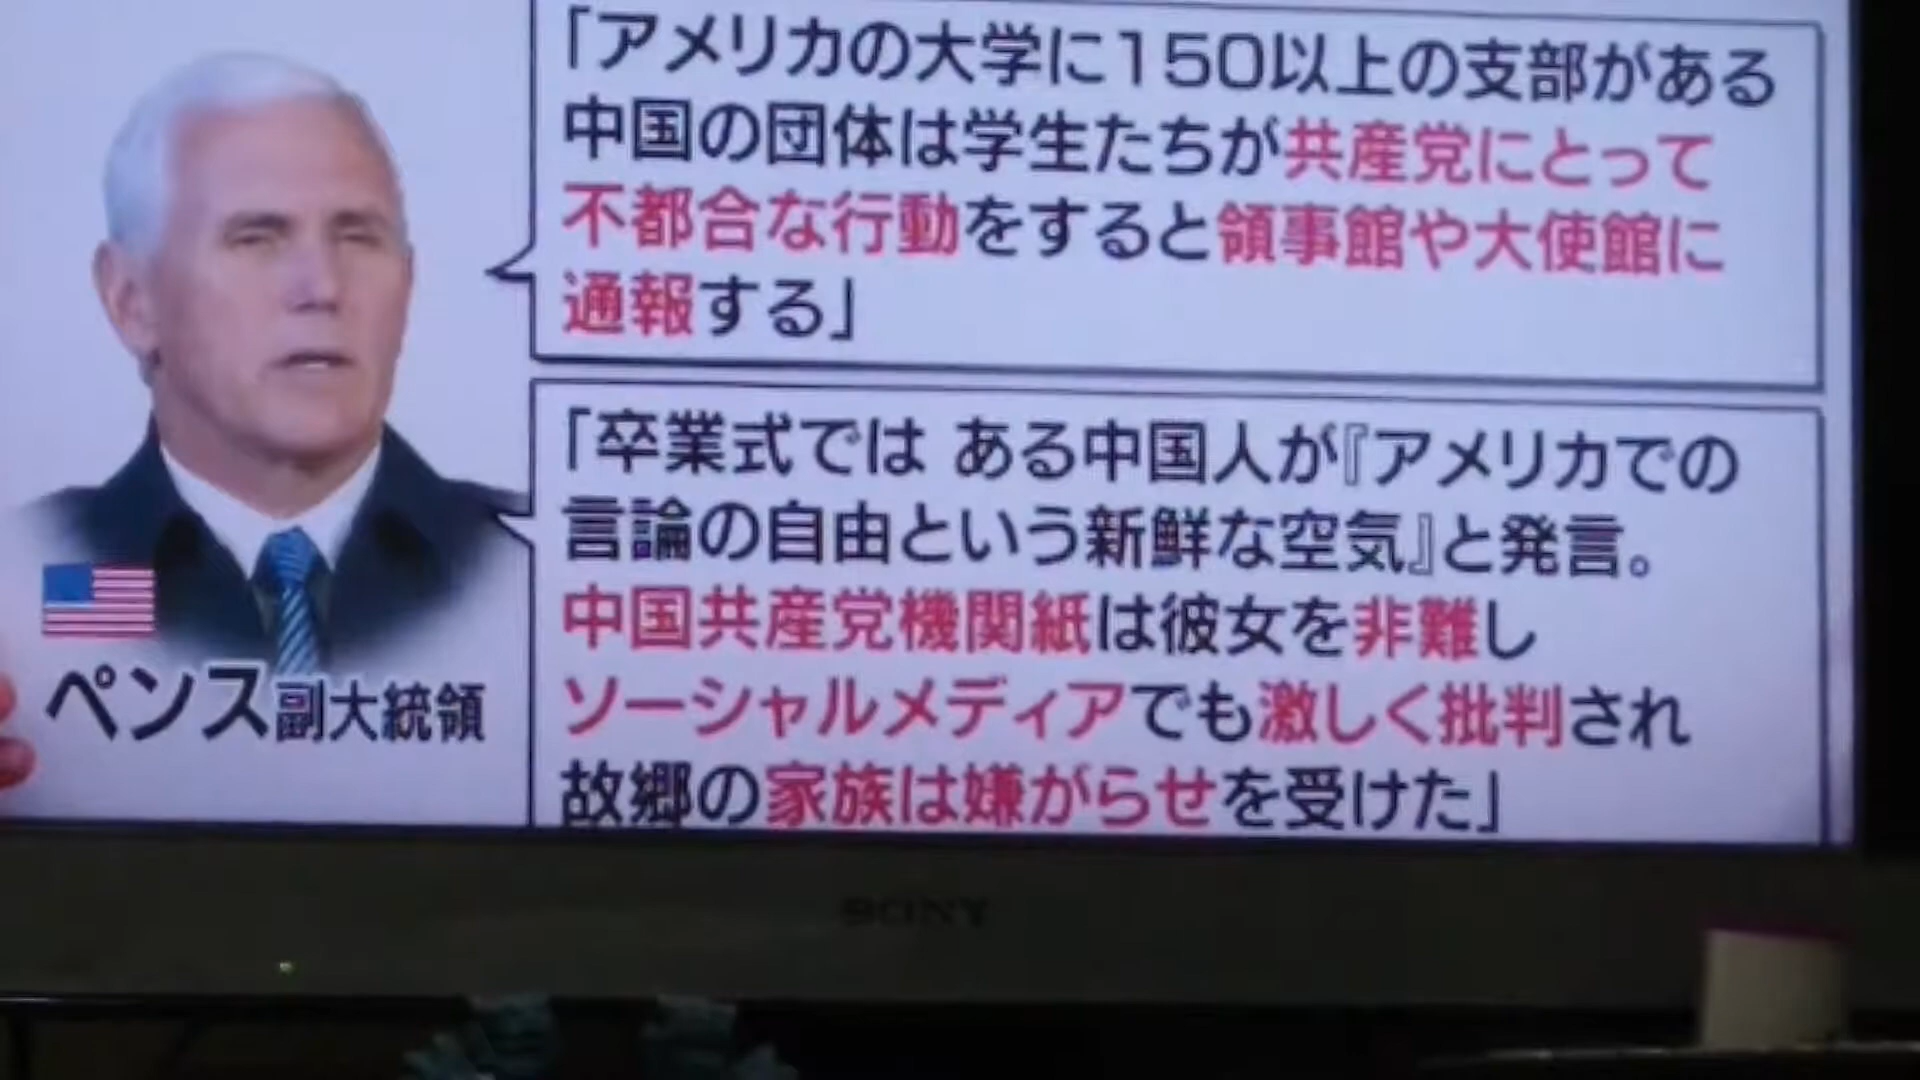 「アメリカの大学に150以上の支部がある
中国の団体は学生たちが共産党にとって
不都合な行動をすると領事館や大使館に
通報する」
「卒業式では ある中国人が『アメリカでの
言論の自由という新鮮な空気』と発言。
中国共産党機関紙は彼女を非難し
ソーシャルメディアでも激しく批判され
故郷の家族は嫌がらせを受けた」
ペンス副大統領
SONY